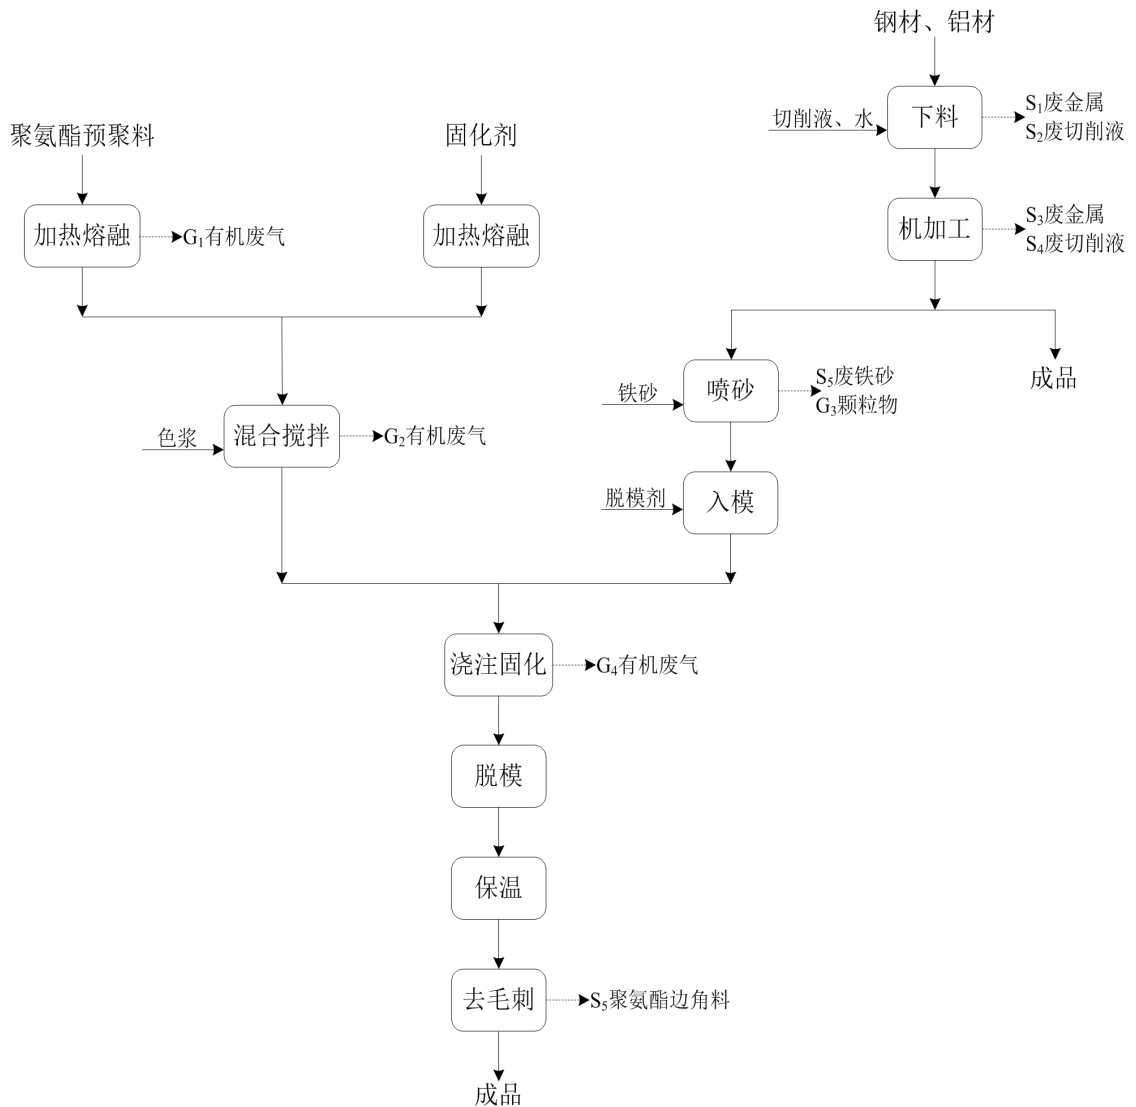 钢材、铝材
切削液、水
下料
S₁废金属
S₂废切削液
聚氨酯预聚料
固化剂
加热熔融
G₁有机废气
加热熔融
机加工
S₃废金属
S₄废切削液
铁砂
喷砂
S₅废铁砂
G₃颗粒物
成品
色浆
混合搅拌
G₂有机废气
脱模剂
入模
浇注固化
G₄有机废气
脱模
保温
去毛刺
S₅聚氨酯边角料
成品